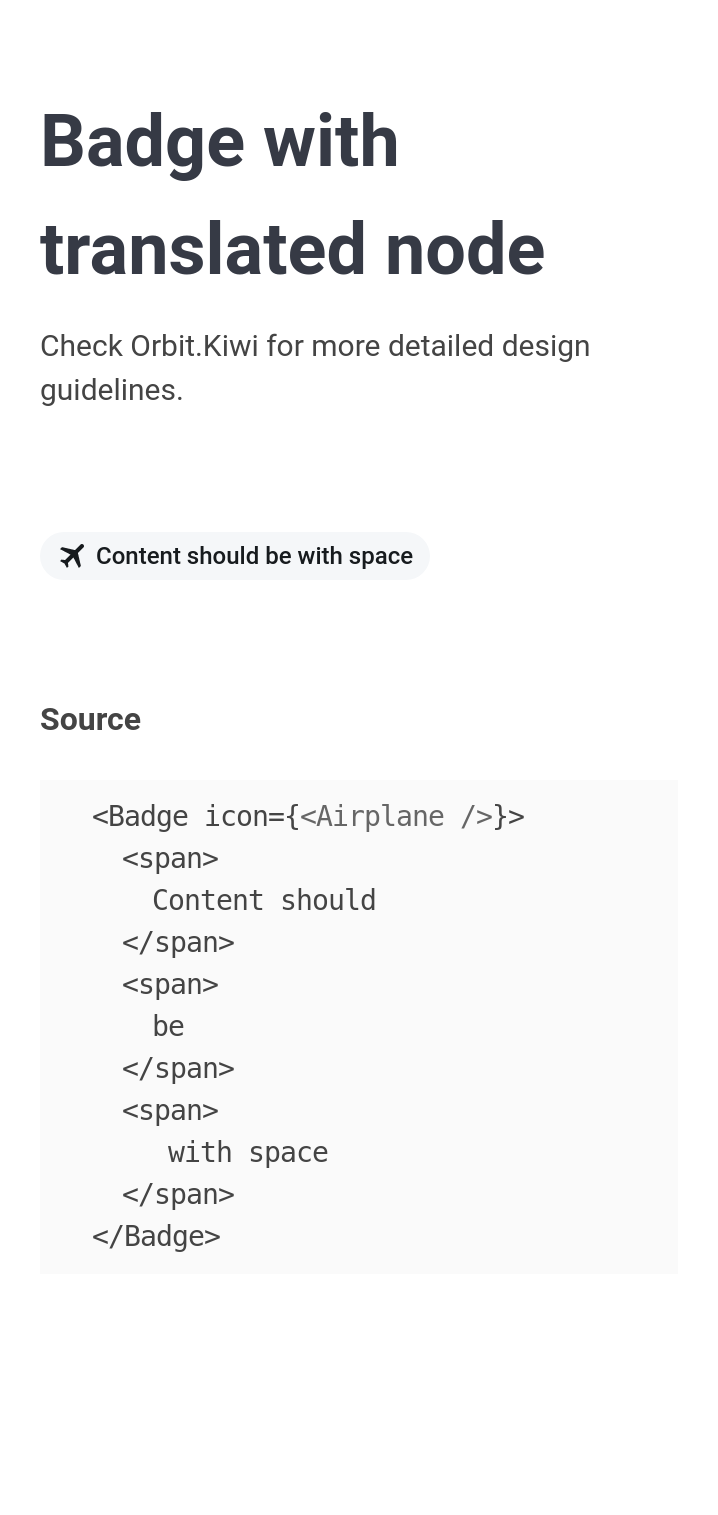 Badge with
translated node
Check Orbit.Kiwi for more detailed design
guidelines.
Content should be with space
Source
<Badge icon={<Airplane />}>
  <span>
    Content should
  </span>
  <span>
    be
  </span>
  <span>
     with space
  </span>
</Badge>